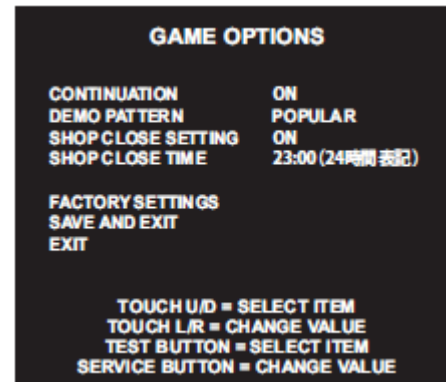 GAME OPTIONS
CONTINUATION ON
DEMO PATTERN POPULAR
SHOP CLOSE SETTING ON
SHOP CLOSE TIME 23:00(24時間表記)
FACTORY SETTINGS
SAVE AND EXIT
EXIT
TOUCH U/D = SELECT ITEM
TOUCH L/R = CHANGE VALUE
TEST BUTTON = SELECT ITEM
SERVICE BUTTON = CHANGE VALUE